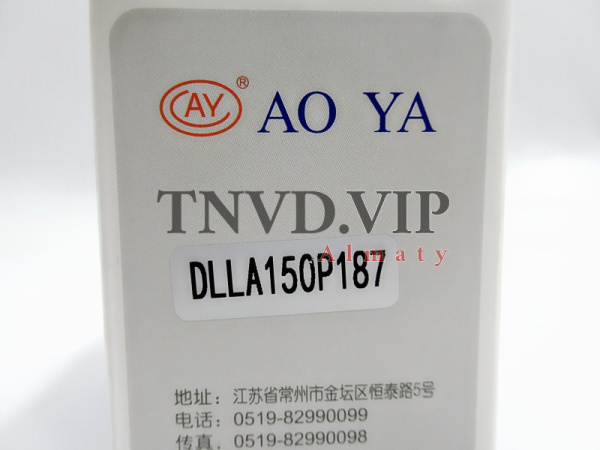 CAY® AO YA
TNVD.VIP
Almaty
DLLA150P187
地址: 江苏省常州市金坛区恒泰路5号
电话: 0519-82990099
传真. 0519-82990098